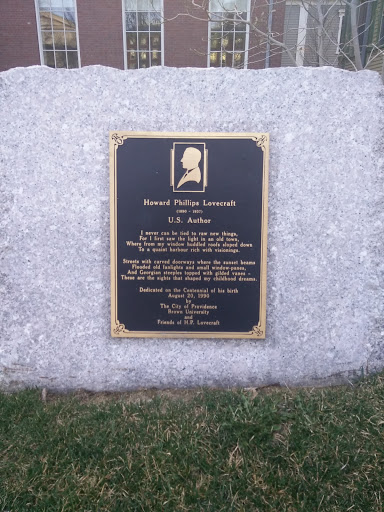 Howard Phillips Lovecraft
(1890 - 1937)
U.S. Author
I never can be tied to raw new things,
For I first saw the light in an old town,
Where from my window huddled roofs sloped down
To a quaint harbour rich with visionings.
Streets with carved doorways where the sunset beams
Flooded old fanlights and small window-panes,
And Georgian steeples topped with gilded vanes -
These are the sights that shaped my childhood dreams.
Dedicated on the Centennial of his birth
August 20, 1990
by
The City of Providence
Brown University
and
Friends of H.P. Lovecraft